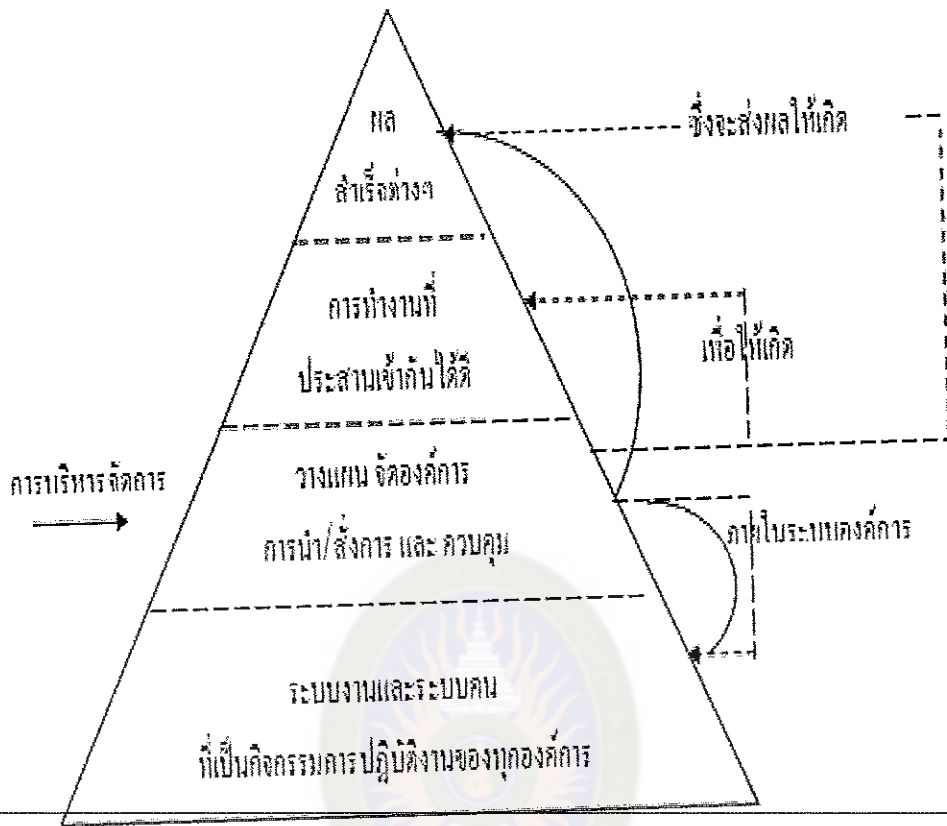 ผล
สำเร็จต่างๆ
ซึ่งจะส่งผลให้เกิด
การทำงานที่
ประสานเข้ากันได้ดี
เพื่อให้เกิด
การบริหารจัดการ
วางแผน จัดองค์การ
การนำ/สั่งการ และ ควบคุม
ภายในระบบองค์การ
ระบบงานและระบบคน
ที่เป็นกิจกรรมการปฏิบัติงานของทุกองค์การ